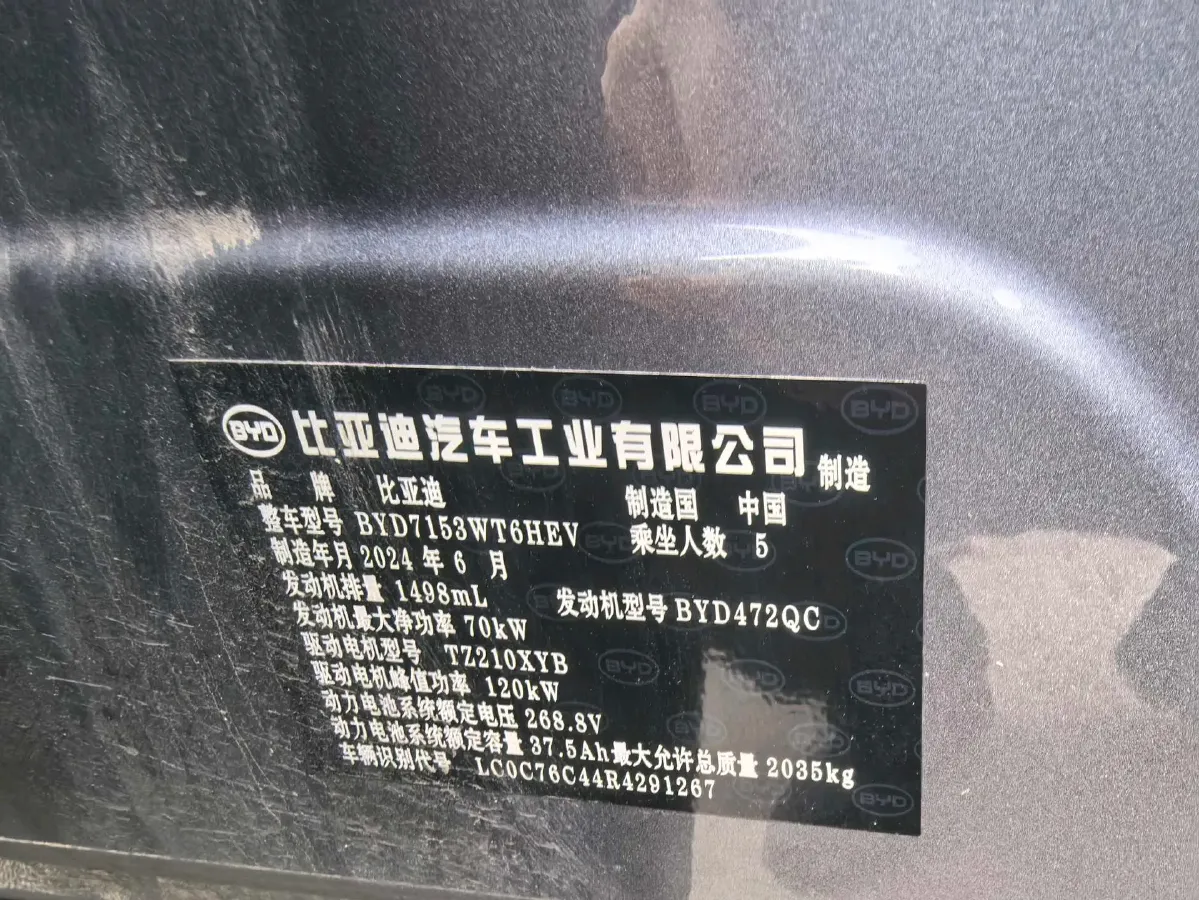 BYD 比亚迪汽车工业有限公司 制造
品 牌 比亚迪 制造国 中国
整车型号 BYD7153WT6HEV 乘坐人数 5
制造年月 2024 年 6 月
发动机排量 1498mL 发动机型号 BYD472QC
发动机最大净功率 70kW
驱动电机型号 TZ210XYB
驱动电机峰值功率 120kW
动力电池系统额定电压 268.8V
动力电池系统额定容量 37.5Ah 最大允许总质量 2035kg
车辆识别代号 LC0C76C44R4291267